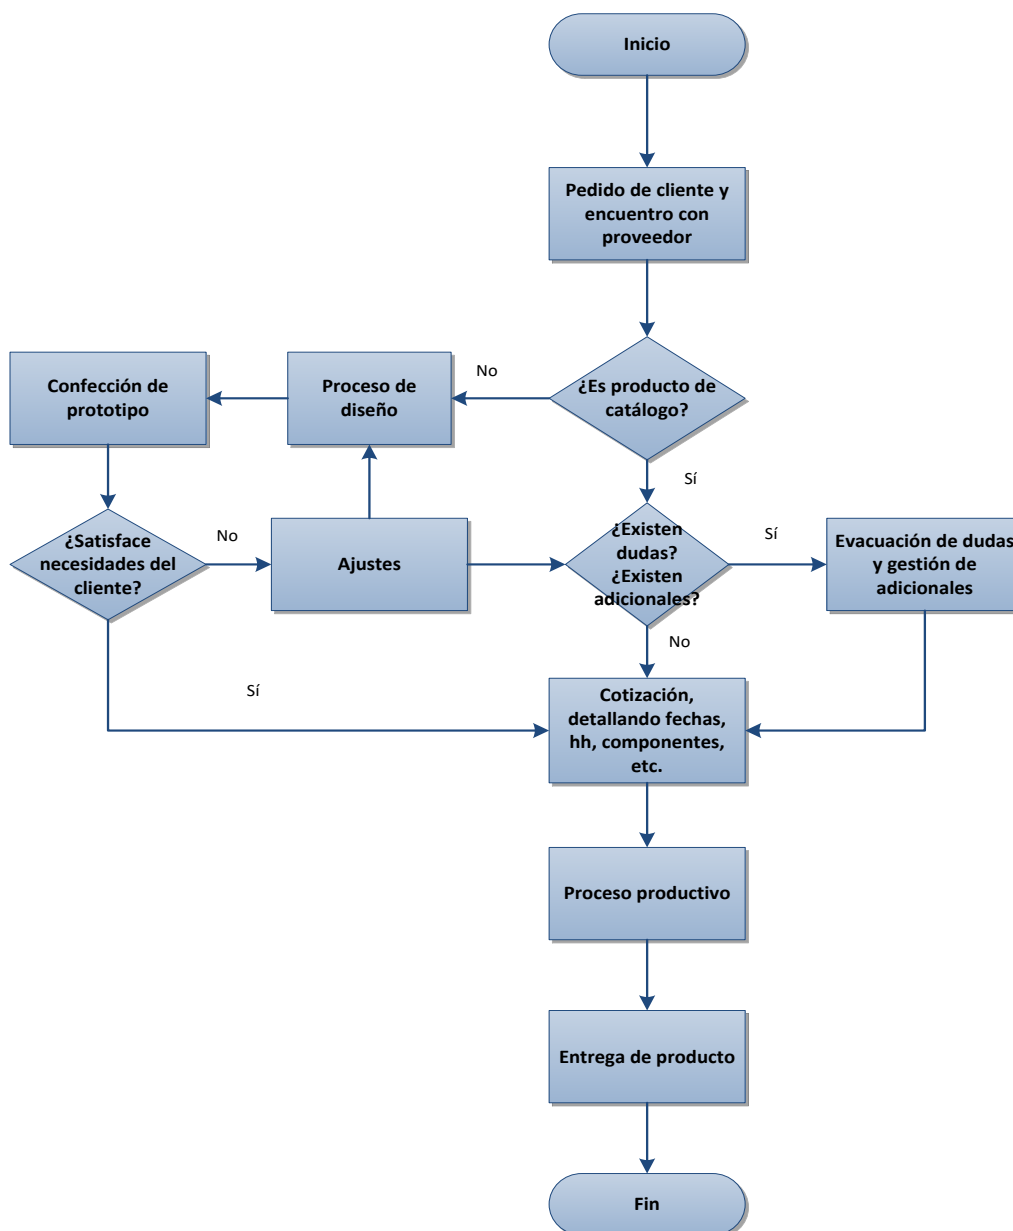 Inicio
Pedido de cliente y
encuentro con
proveedor
¿Es producto de
catálogo?
No
Proceso de
diseño
Confección de
prototipo
Sí
¿Satisface
necesidades del
cliente?
No
Ajustes
¿Existen
dudas?
¿Existen
adicionales?
Sí
Evacuación de dudas
y gestión de
adicionales
No
Sí
Cotización,
detallando fechas,
hh, componentes,
etc.
Proceso productivo
Entrega de producto
Fin